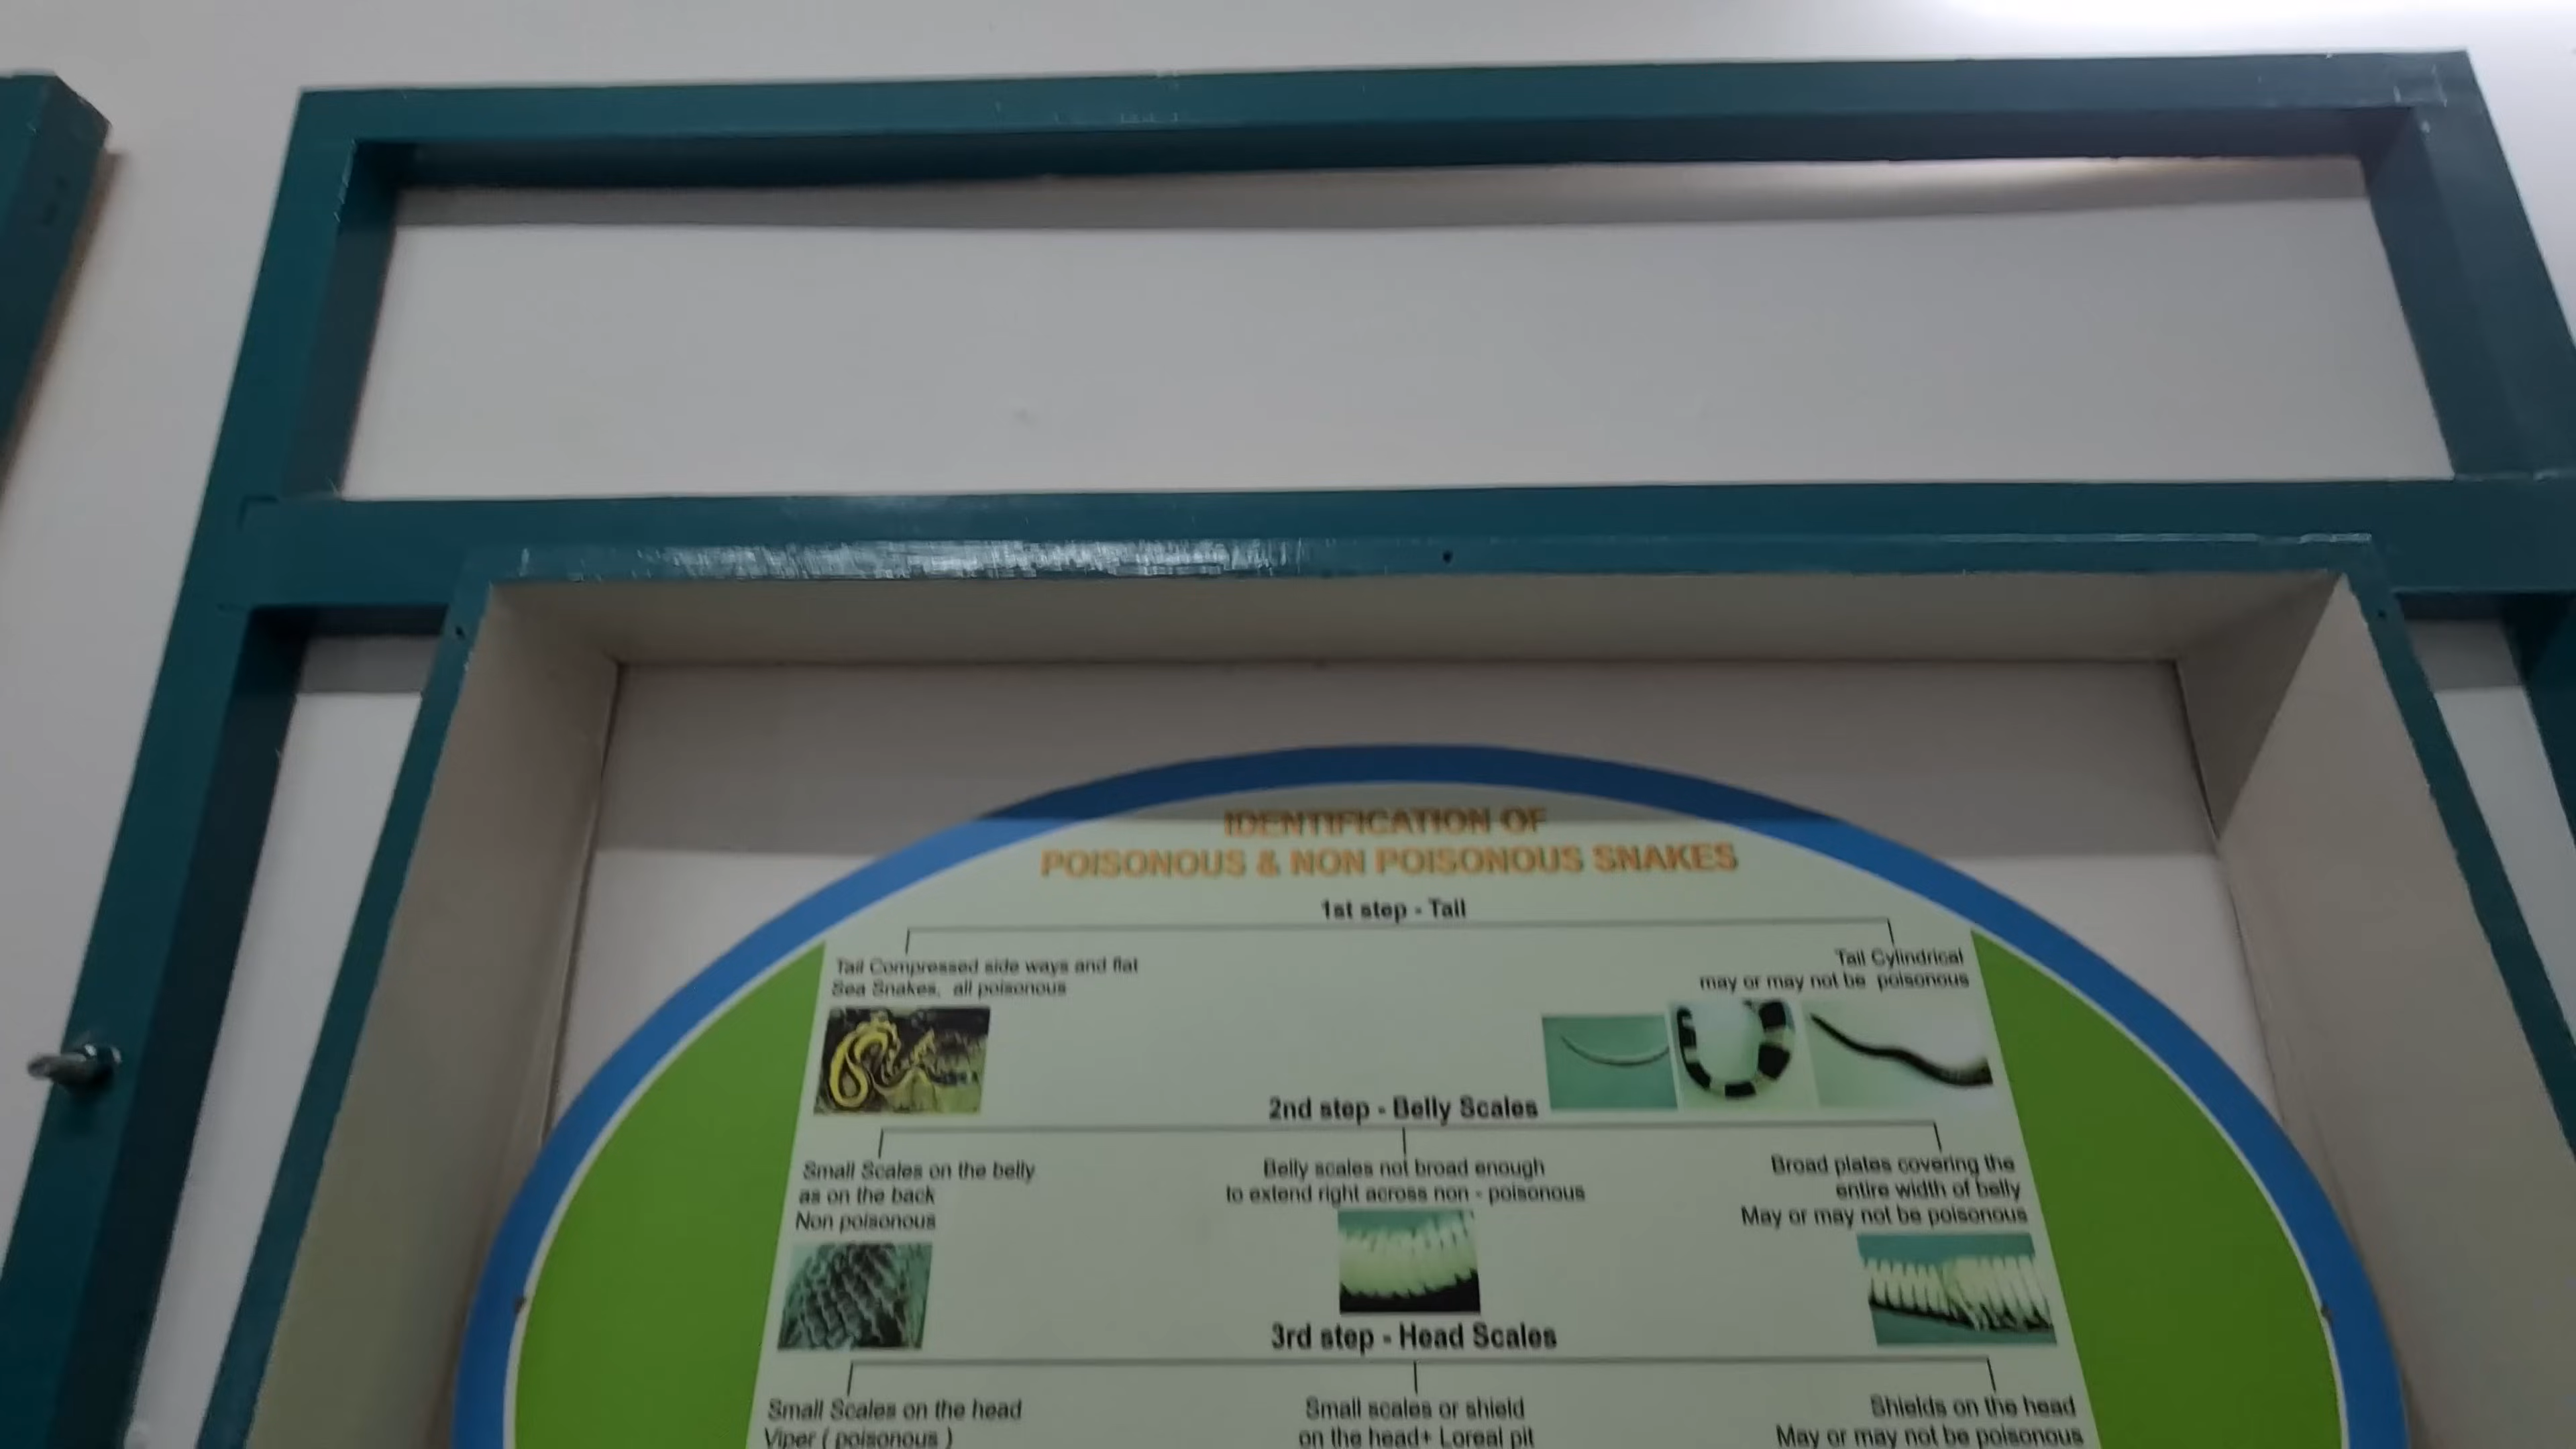 IDENTIFICATION OF
POISONOUS & NON POISONOUS SNAKES
1st step - Tail
Tail Compressed side ways and flat
Sea Snakes, all poisonous
Tail Cylindrical
may or may not be poisonous
2nd step - Belly Scales
Small Scales on the belly
as on the back
Non poisonous
Belly scales not broad enough
to extend right across non - poisonous
Broad plates covering the
entire width of belly
May or may not be poisonous
3rd step - Head Scales
Small Scales on the head
Viper ( poisonous )
Small scales or shield
on the head+ Loreal pit
Shields on the head
May or may not be poisonous